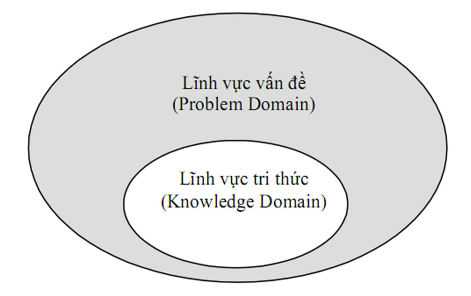 Lĩnh vực vấn đề
(Problem Domain)
Lĩnh vực tri thức
(Knowledge Domain)